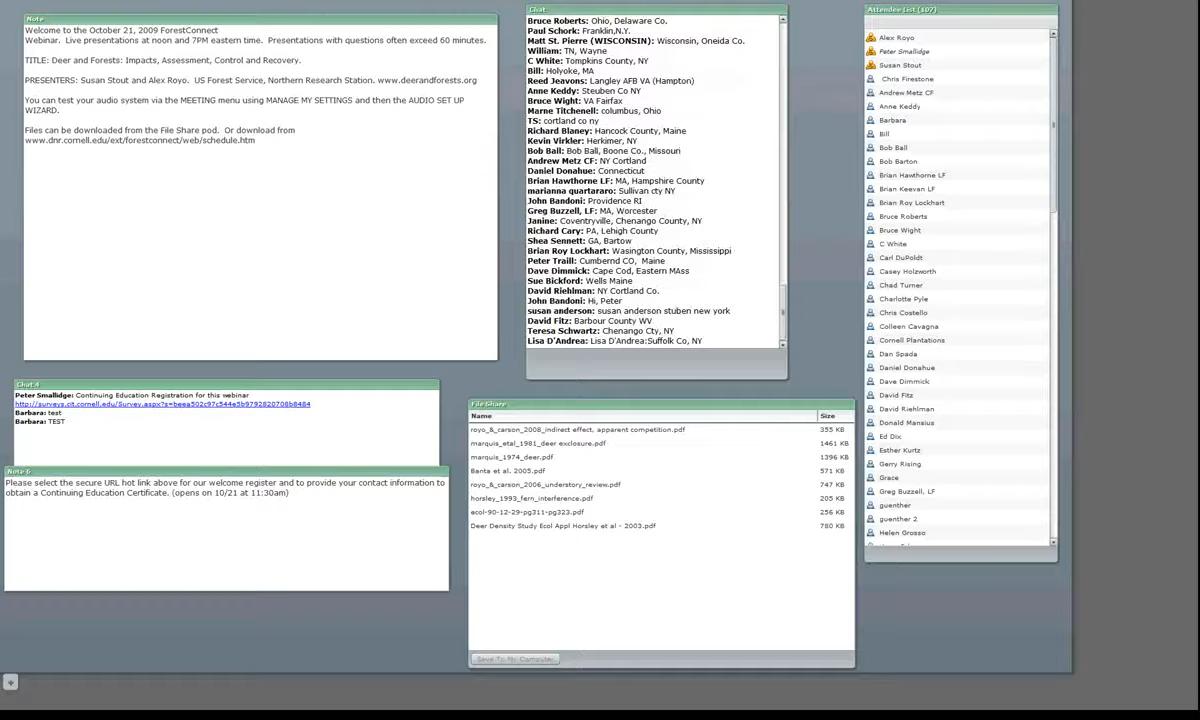 Note
Welcome to the October 21, 2009 ForestConnect
Webinar. Live presentations at noon and 7PM eastern time. Presentations with questions often exceed 60 minutes.
TITLE: Deer and Forests: Impacts, Assessment, Control and Recovery.
PRESENTERS: Susan Stout and Alex Royo. US Forest Service, Northern Research Station. www.deerandforests.org
You can test your audio system via the MEETING menu using MANAGE MY SETTINGS and then the AUDIO SET UP
WIZARD.
Files can be downloaded from the File Share pod. Or download from
www.dnr.cornell.edu/ext/forestconnect/web/schedule.htm
Chat
Bruce Roberts: Ohio, Delaware Co.
Paul Schork: Franklin,N.Y.
Matt St. Pierre (WISCONSIN): Wisconsin, Oneida Co.
William: TN, Wayne
C White: Tompkins County, NY
Bill: Holyoke, MA
Reed Jeavons: Langley AFB VA (Hampton)
Anne Keddy: Steuben Co NY
Bruce Wight: VA Fairfax
Marne Titchenell: columbus, Ohio
TS: cortland co ny
Richard Blaney: Hancock County, Maine
Kevin Virkler: Herkimer, NY
Bob Ball: Bob Ball, Boone Co., Missouri
Andrew Metz CF: NY Cortland
Daniel Donahue: Connecticut
Brian Hawthorne LF: MA, Hampshire County
marianna quartararo: Sullivan cty NY
John Bandoni: Providence RI
Greg Buzzell, LF: MA, Worcester
Janine: Coventryville, Chenango County, NY
Richard Cary: PA, Lehigh County
Shea Sennett: GA, Bartow
Brian Roy Lockhart: Wasington County, Mississippi
Peter Traill: Cumbernd CO, Maine
Dave Dimmick: Cape Cod, Eastern MAss
Sue Bickford: Wells Maine
David Riehlman: NY Cortland Co.
John Bandoni: Hi, Peter
susan anderson: susan anderson stuben new york
David Fitz: Barbour County WV
Teresa Schwartz: Chenango Cty, NY
Lisa D'Andrea: Lisa D'Andrea:Suffolk Co, NY
Attendee List (107)
Alex Royo
Peter Smallidge
Susan Stout
Chris Firestone
Andrew Metz CF
Anne Keddy
Barbara
Bill
Bob Ball
Bob Barton
Brian Hawthorne LF
Brian Keevan LF
Brian Roy Lockhart
Bruce Roberts
Bruce Wight
C White
Carl DuPoldt
Casey Holzworth
Chad Turner
Charlotte Pyle
Chris Costello
Colleen Cavagna
Cornell Plantations
Dan Spada
Daniel Donahue
Dave Dimmick
David Fitz
David Riehlman
Donald Mansius
Ed Dix
Esther Kurtz
Gerry Rising
Grace
Greg Buzzell, LF
guenther
guenther 2
Helen Grosso
Chat 4
Peter Smallidge: Continuing Education Registration for this webinar
http://surveys.cit.cornell.edu/Survey.aspx?s=beea502c97c544e5b9792820708b8484
Barbara: test
Barbara: TEST
Note 6
Please select the secure URL hot link above for our welcome register and to provide your contact information to
obtain a Continuing Education Certificate. (opens on 10/21 at 11:30am)
File Share
Name Size
royo_&_carson_2008_indirect effect, apparent competition.pdf 355 KB
marquis_etal_1981_deer exclosure.pdf 1461 KB
marquis_1974_deer.pdf 1396 KB
Banta et al. 2005.pdf 571 KB
royo_&_carson_2006_understory_review.pdf 747 KB
horsley_1993_fern_interference.pdf 205 KB
ecol-90-12-29-pg311-pg323.pdf 256 KB
Deer Density Study Ecol Appl Horsley et al - 2003.pdf 780 KB
Save To My Computer